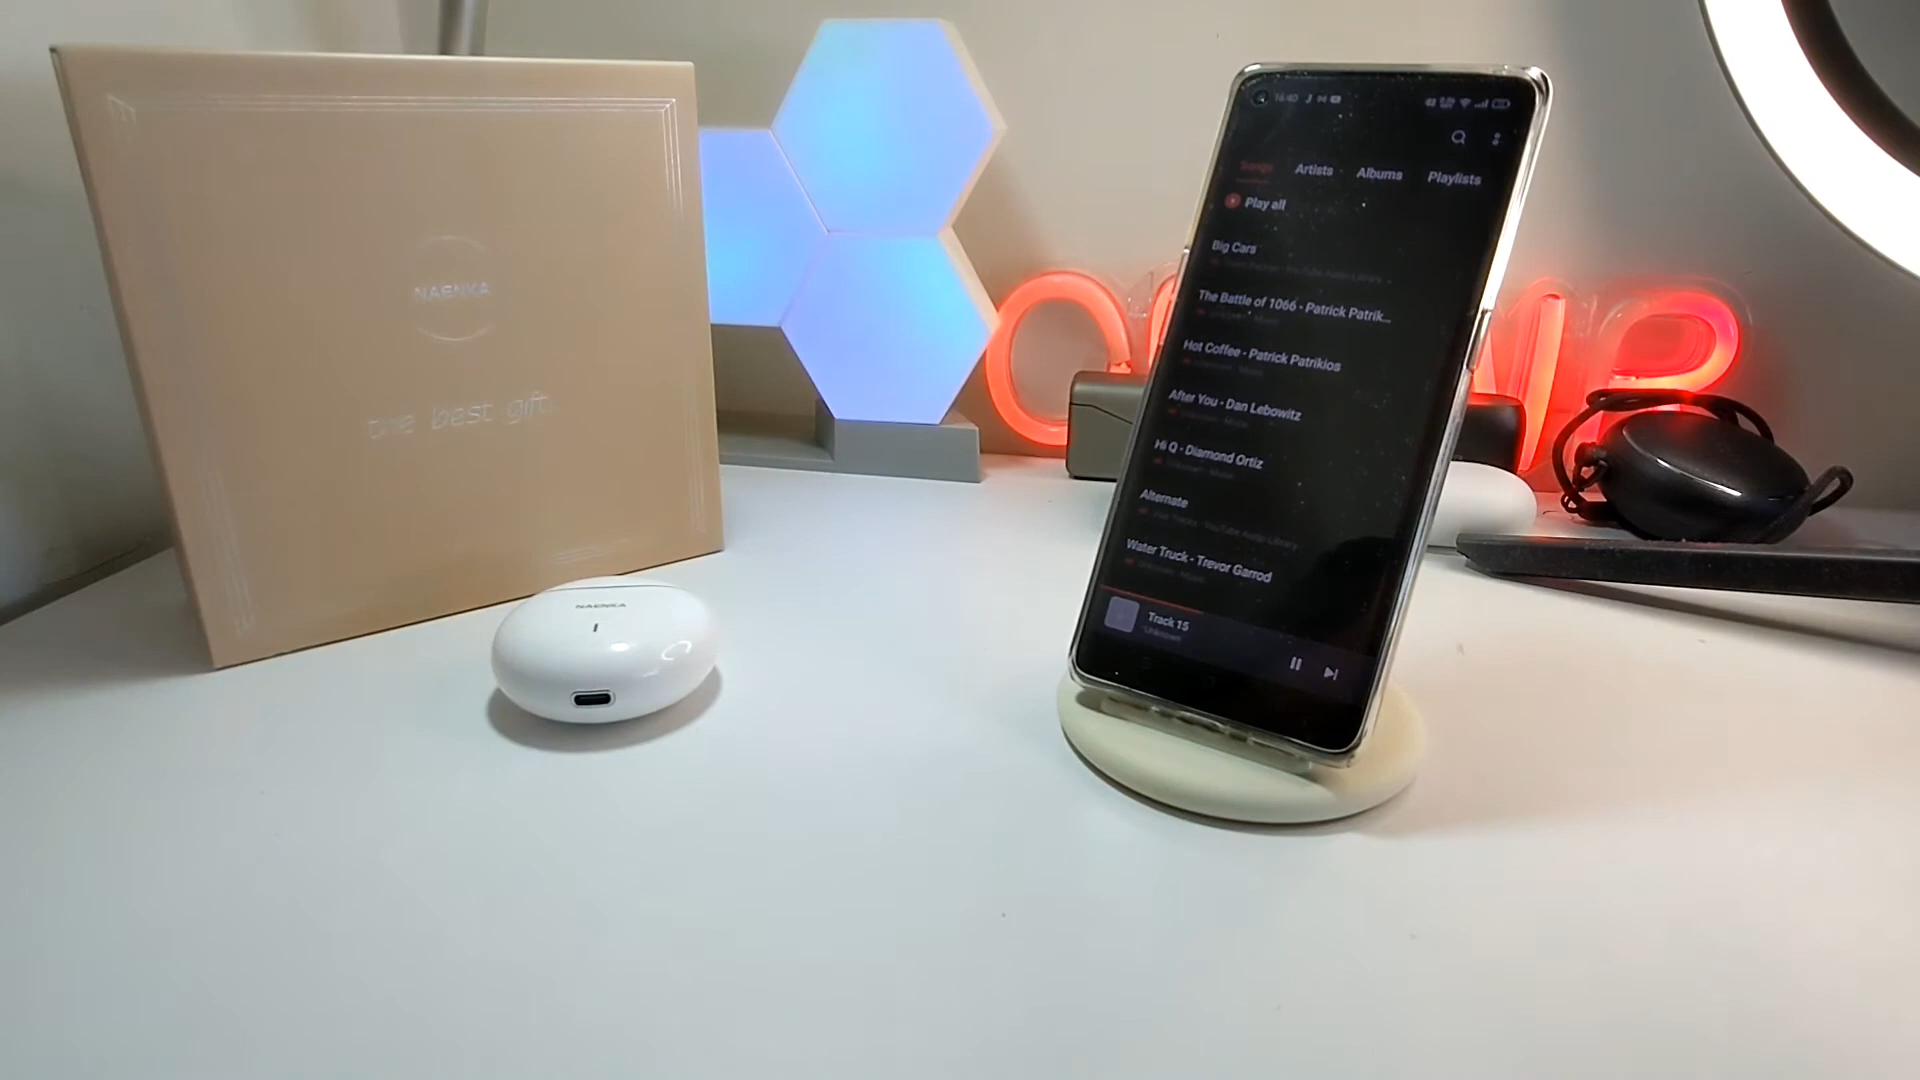 NAENKA
the best gift.
NAENKA
16:40
Songs Artists Albums Playlists
Play all
Big Cars
The Battle of 1066 - Patrick Patrik...
Hot Coffee - Patrick Patrikios
After You - Dan Lebowitz
Hi Q - Diamond Ortiz
Alternate
Water Truck - Trevor Garrod
Track 15
Unknown